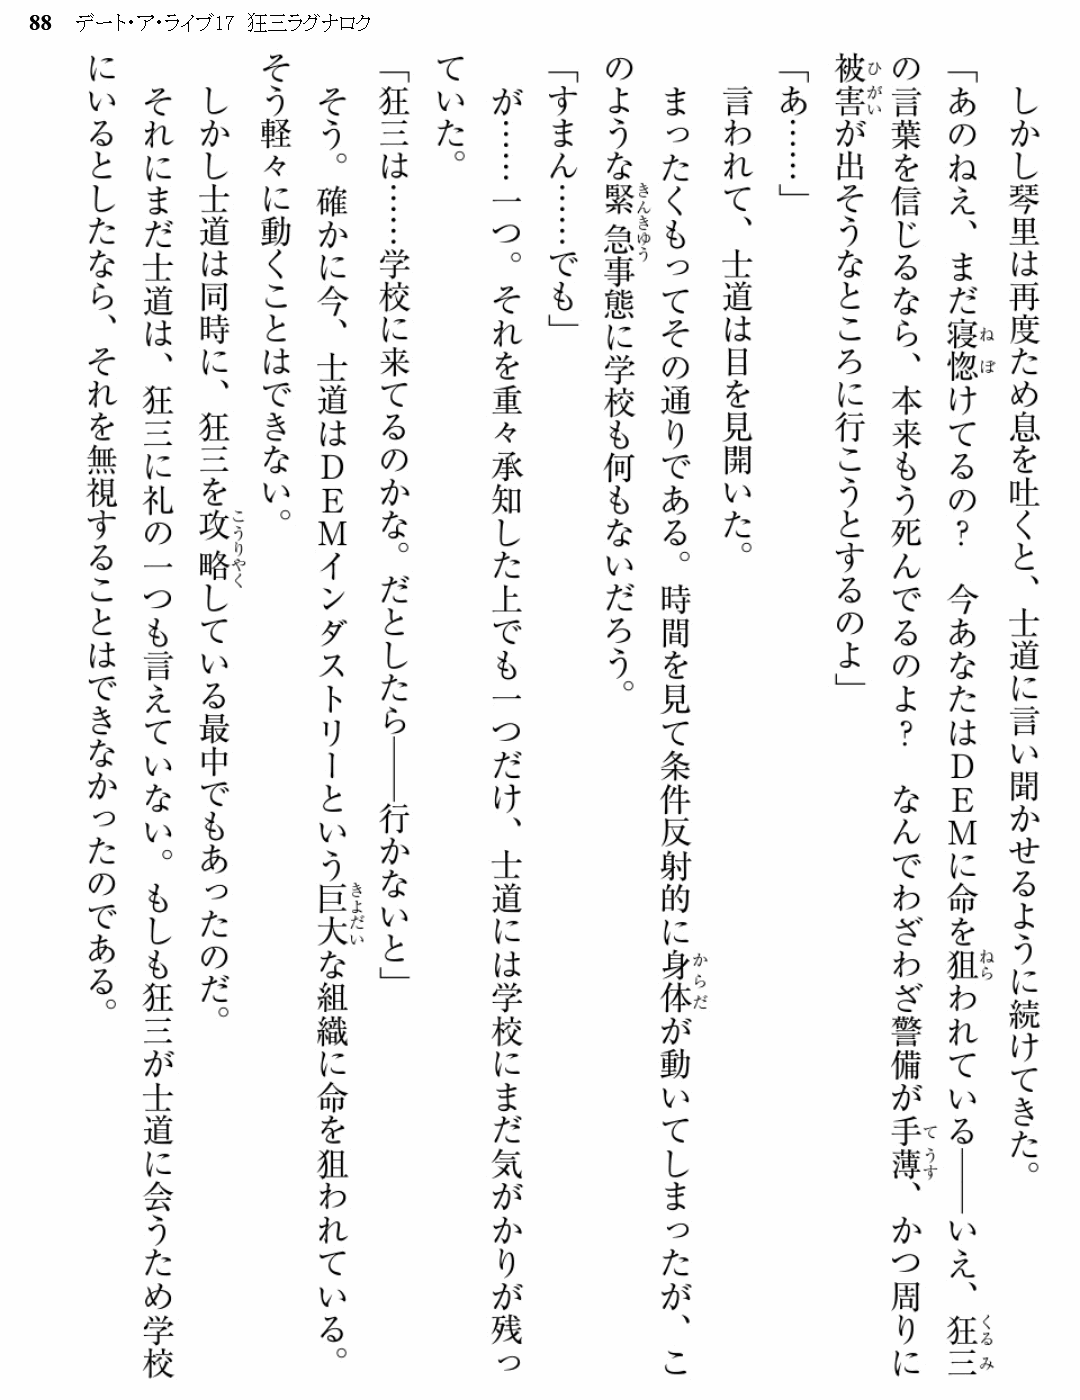 88 デート・ア・ライブ17 狂三ラグナロク
しかし琴里は再度ため息を吐くと、士道に言い聞かせるように続けてきた。
「あのねえ、まだ寝惚けてるの？　今あなたはＤＥＭに命を狙われている――いえ、狂三
の言葉を信じるなら、本来もう死んでるのよ？　なんでわざわざ警備が手薄、かつ周りに
被害が出そうなところに行こうとするのよ」
「あ……」
言われて、士道は目を見開いた。
まったくもってその通りである。時間を見て条件反射的に身体が動いてしまったが、こ
のような緊急事態に学校も何もないだろう。
「すまん……でも」
が……一つ。それを重々承知した上でも一つだけ、士道には学校にまだ気がかりが残っ
ていた。
「狂三は……学校に来てるのかな。だとしたら――行かないと」
そう。確かに今、士道はＤＥＭインダストリーという巨大な組織に命を狙われている。
そう軽々に動くことはできない。
しかし士道は同時に、狂三を攻略している最中でもあったのだ。
それにまだ士道は、狂三に礼の一つも言えていない。もしも狂三が士道に会うため学校
にいるとしたなら、それを無視することはできなかったのである。